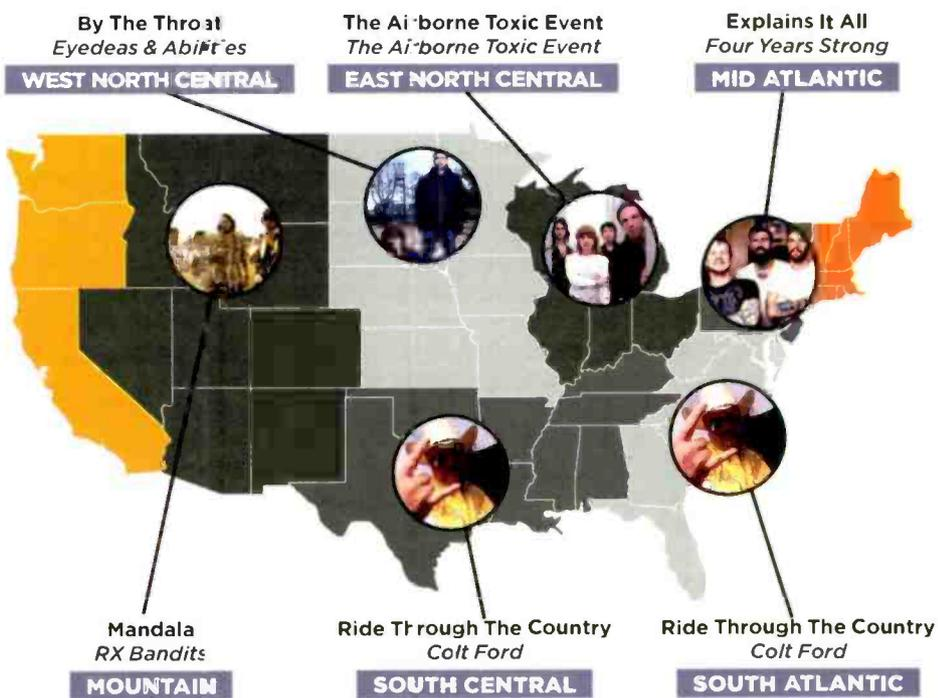 By The Throat
Eyedeas & Abilities
WEST NORTH CENTRAL
The Airborne Toxic Event
The Airborne Toxic Event
EAST NORTH CENTRAL
Explains It All
Four Years Strong
MID ATLANTIC
Mandala
RX Bandits
MOUNTAIN
Ride Through The Country
Colt Ford
SOUTH CENTRAL
Ride Through The Country
Colt Ford
SOUTH ATLANTIC